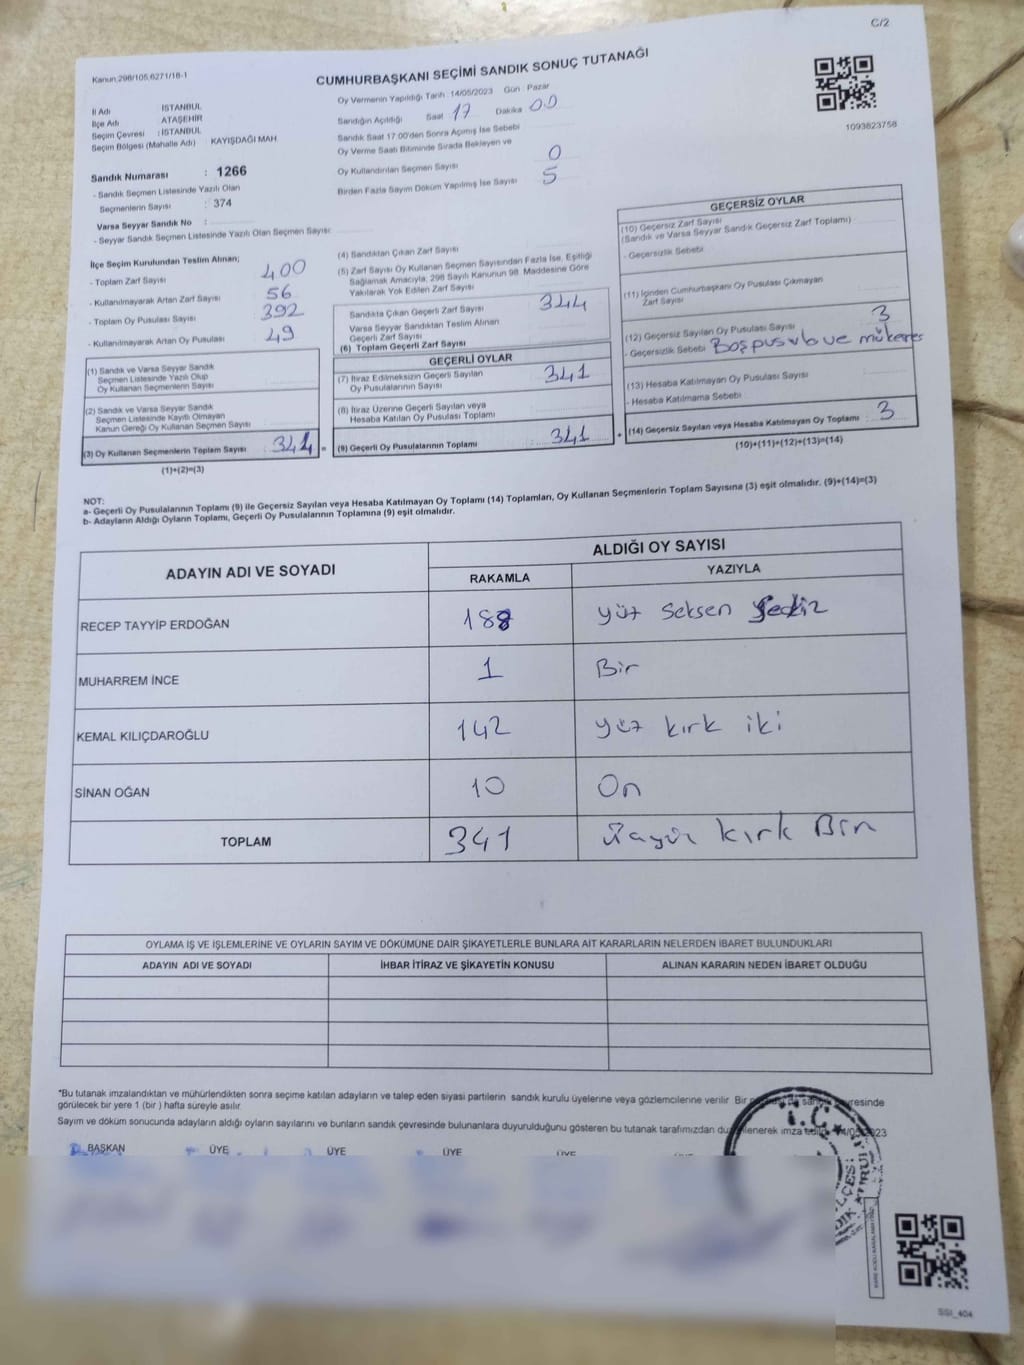 C/2
Kanun:298/105,6271/18-1
CUMHURBAŞKANI SEÇİMİ SANDIK SONUÇ TUTANAĞI
İl Adı : İSTANBUL
İlçe Adı : ATAŞEHİR
Seçim Çevresi : İSTANBUL
Seçim Bölgesi (Mahalle Adı) : KAYIŞDAĞI MAH
Sandık Numarası : 1266
- Sandık Seçmen Listesinde Yazılı Olan
Seçmenlerin Sayısı : 374
Varsa Seyyar Sandık No :
- Seyyar Sandık Seçmen Listesinde Yazılı Olan Seçmen Sayısı:
Oy Vermenin Yapıldığı Tarih :14/05/2023 Gün : Pazar
Sandığın Açıldığı Saat 17 Dakika 00
Sandık Saat 17:00'den Sonra Açılmış İse Sebebi
Oy Verme Saati Bitiminde Sırada Bekleyen ve
Oy Kullandırılan Seçmen Sayısı 0
Birden Fazla Sayım Döküm Yapılmış İse Sayısı 5
1093823758
İlçe Seçim Kurulundan Teslim Alınan;
- Toplam Zarf Sayısı 400
- Kullanılmayarak Artan Zarf Sayısı 56
- Toplam Oy Pusulası Sayısı 392
- Kullanılmayarak Artan Oy Pusulası 49
(1) Sandık ve Varsa Seyyar Sandık
Seçmen Listesinde Yazılı Olup
Oy Kullanan Seçmenlerin Sayısı
(2) Sandık ve Varsa Seyyar Sandık
Seçmen Listesinde Kayıtlı Olmayan
Kanun Gereği Oy Kullanan Seçmen Sayısı
(3) Oy Kullanan Seçmenlerin Toplam Sayısı : =
(1)+(2)=(3)
(4) Sandıktan Çıkan Zarf Sayısı
(5) Zarf Sayısı Oy Kullanan Seçmen Sayısından Fazla İse, Eşitliği
Sağlamak Amacıyla; 298 Sayılı Kanunun 98. Maddesine Göre
Yakılarak Yok Edilen Zarf Sayısı
Sandıkta Çıkan Geçerli Zarf Sayısı 344
Varsa Seyyar Sandıktan Teslim Alınan
Geçerli Zarf Sayısı
(6) Toplam Geçerli Zarf Sayısı
GEÇERLİ OYLAR
(7) İtiraz Edilmeksizin Geçerli Sayılan
Oy Pusulalarının Sayısı 341
(8) İtiraz Üzerine Geçerli Sayılan veya
Hesaba Katılan Oy Pusulası Toplamı
(9) Geçerli Oy Pusulalarının Toplamı : 341 +
GEÇERSİZ OYLAR
(10) Geçersiz Zarf Sayısı
(Sandık ve Varsa Seyyar Sandık Geçersiz Zarf Toplamı)
- Geçersizlik Sebebi
(11) İçinden Cumhurbaşkanı Oy Pusulası Çıkmayan
Zarf Sayısı
(12) Geçersiz Sayılan Oy Pusulası Sayısı 3
- Geçersizlik Sebebi Boş pusula ve mükerer
(13) Hesaba Katılmayan Oy Pusulası Sayısı
- Hesaba Katılmama Sebebi
(14) Geçersiz Sayılan veya Hesaba Katılmayan Oy Toplamı : 3
(10)+(11)+(12)+(13)=(14)
NOT:
a- Geçerli Oy Pusulalarının Toplamı (9) ile Geçersiz Sayılan veya Hesaba Katılmayan Oy Toplamı (14) Toplamları, Oy Kullanan Seçmenlerin Toplam Sayısına (3) eşit olmalıdır. (9)+(14)=(3)
b- Adayların Aldığı Oyların Toplamı, Geçerli Oy Pusulalarının Toplamına (9) eşit olmalıdır.
ADAYIN ADI VE SOYADI
ALDIĞI OY SAYISI
RAKAMLA YAZIYLA
RECEP TAYYİP ERDOĞAN 188 yüz seksen sekiz
MUHARREM İNCE 1 Bir
KEMAL KILIÇDAROĞLU 142 yüz kırk iki
SİNAN OĞAN 10 On
TOPLAM 341 kırk Bir
OYLAMA İŞ VE İŞLEMLERİNE VE OYLARIN SAYIM VE DÖKÜMÜNE DAİR ŞİKAYETLERLE BUNLARA AİT KARARLARIN NELERDEN İBARET BULUNDUKLARI
ADAYIN ADI VE SOYADI İHBAR İTİRAZ VE ŞİKAYETİN KONUSU ALINAN KARARIN NEDEN İBARET OLDUĞU
*Bu tutanak imzalandıktan ve mühürlendikten sonra seçime katılan adayların ve talep eden siyasi partilerin sandık kurulu üyelerine veya gözlemcilerine verilir. Bir
görülecek bir yere 1 (bir ) hafta süreyle asılır.
Sayım ve döküm sonucunda adayların aldığı oyların sayılarını ve bunların sandık çevresinde bulunanlara duyurulduğunu gösteren bu tutanak tarafımızdan
BAŞKAN ÜYE ÜYE ÜYE ÜYE
T.C.
SSI_404